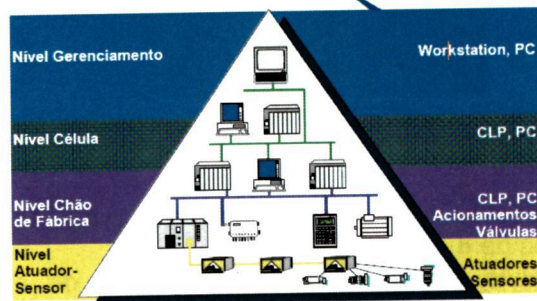 Nível Gerenciamento
Workstation, PC
Nível Célula
CLP, PC
Nível Chão
de Fábrica
CLP, PC
Acionamentos
Válvulas
Nível
Atuador-
Sensor
Atuadores
Sensores